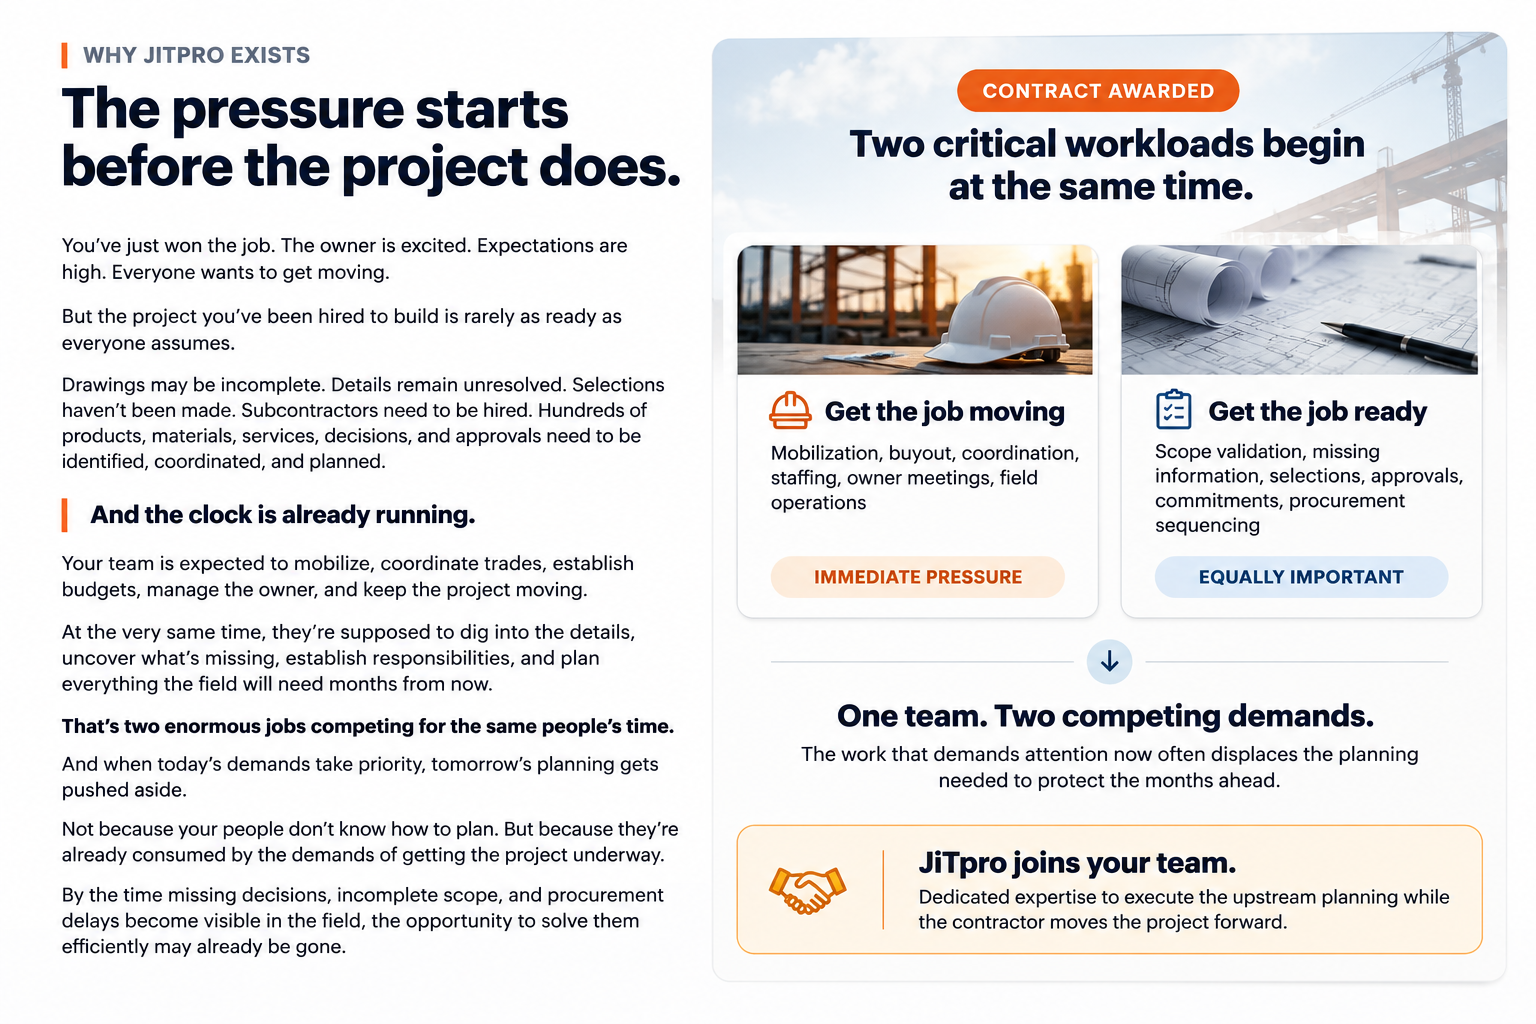 WHY JITPRO EXISTS
The pressure starts
before the project does.
You’ve just won the job. The owner is excited. Expectations are
high. Everyone wants to get moving.
But the project you’ve been hired to build is rarely as ready as
everyone assumes.
Drawings may be incomplete. Details remain unresolved. Selections
haven’t been made. Subcontractors need to be hired. Hundreds of
products, materials, services, decisions, and approvals need to be
identified, coordinated, and planned.
And the clock is already running.
Your team is expected to mobilize, coordinate trades, establish
budgets, manage the owner, and keep the project moving.
At the very same time, they’re supposed to dig into the details,
uncover what’s missing, establish responsibilities, and plan
everything the field will need months from now.
That’s two enormous jobs competing for the same people’s time.
And when today’s demands take priority, tomorrow’s planning gets
pushed aside.
Not because your people don’t know how to plan. But because they’re
already consumed by the demands of getting the project underway.
By the time missing decisions, incomplete scope, and procurement
delays become visible in the field, the opportunity to solve them
efficiently may already be gone.
CONTRACT AWARDED
Two critical workloads begin
at the same time.
Get the job moving
Mobilization, buyout, coordination,
staffing, owner meetings, field
operations
IMMEDIATE PRESSURE
Get the job ready
Scope validation, missing
information, selections, approvals,
commitments, procurement
sequencing
EQUALLY IMPORTANT
One team. Two competing demands.
The work that demands attention now often displaces the planning
needed to protect the months ahead.
JiTpro joins your team.
Dedicated expertise to execute the upstream planning while
the contractor moves the project forward.